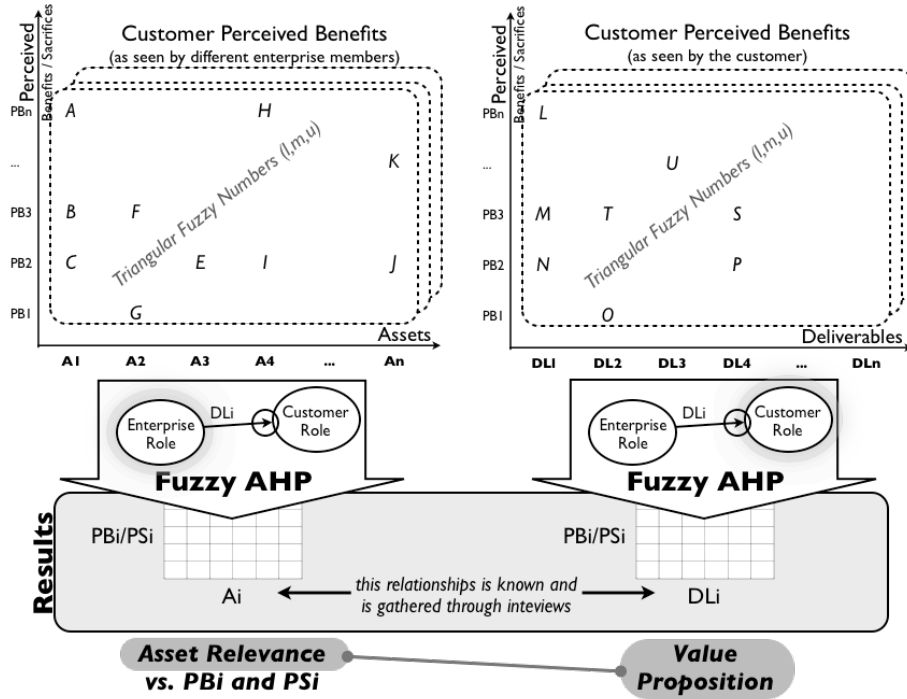 Customer Perceived Benefits
(as seen by different enterprise members)
Perceived
Benefits / Sacrifices
PBn
...
PB3
PB2
PB1
A
H
K
B
F
C
E
I
J
G
Triangular Fuzzy Numbers (l,m,u)
Assets
A1
A2
A3
A4
...
An
Customer Perceived Benefits
(as seen by the customer)
Perceived
Benefits / Sacrifices
PBn
...
PB3
PB2
PB1
L
U
M
T
S
N
P
O
Triangular Fuzzy Numbers (l,m,u)
Deliverables
DL1
DL2
DL3
DL4
...
DLn
Enterprise
Role
DLi
Customer
Role
Fuzzy AHP
Enterprise
Role
DLi
Customer
Role
Fuzzy AHP
Results
PBi/PSi
Ai
PBi/PSi
DLi
this relationships is known and
is gathered through inteviews
Asset Relevance
vs. PBi and PSi
Value
Proposition